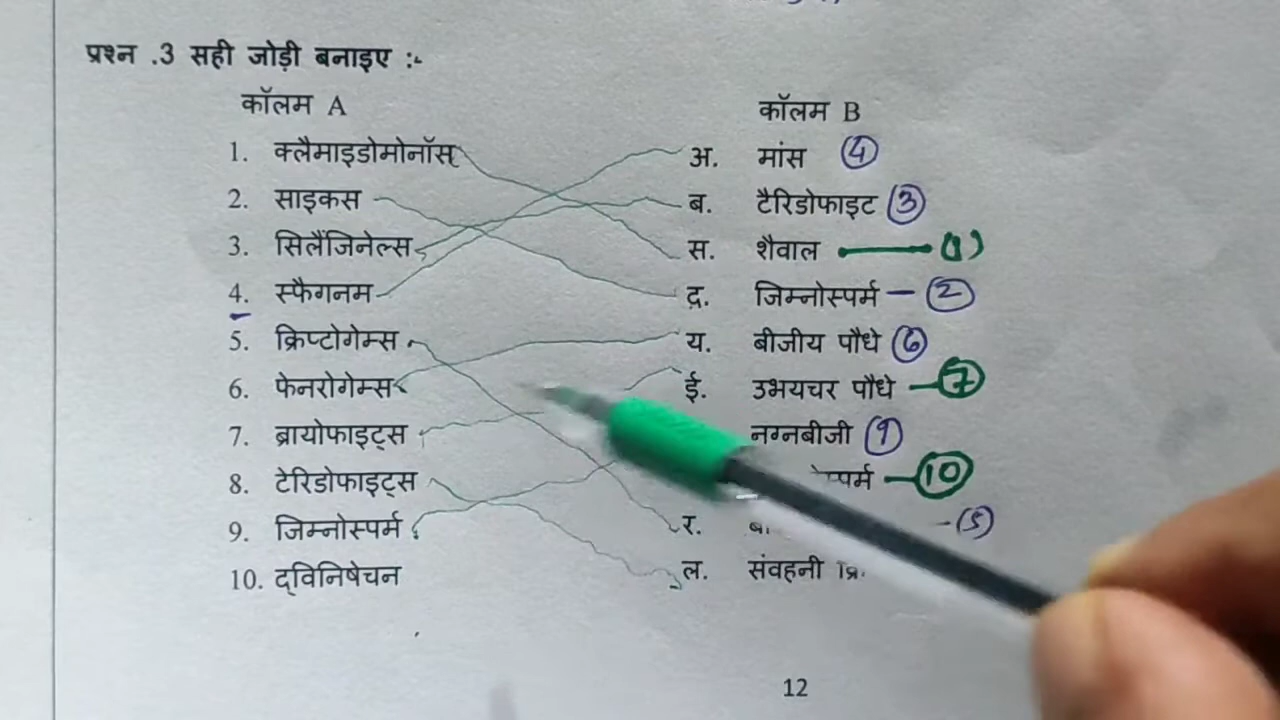 प्रश्न .3 सही जोड़ी बनाइए :-
कॉलम A कॉलम B
1. क्लैमाइडोमोनॉस अ. मांस 4
2. साइकस ब. टैरिडोफाइट 3
3. सिलैंजिनेल्स स. शैवाल (1)
4. स्फैगनम द. जिम्नोस्पर्म - 2
5. क्रिप्टोगेम्स य. बीजीय पौधे 6
6. फेनरोगेम्स ई. उभयचर पौधे - 7
7. ब्रायोफाइट्स नग्नबीजी 9
8. टेरिडोफाइट्स - 10
9. जिम्नोस्पर्म र. - (5)
10. द्विनिषेचन ल. संवहनी
12